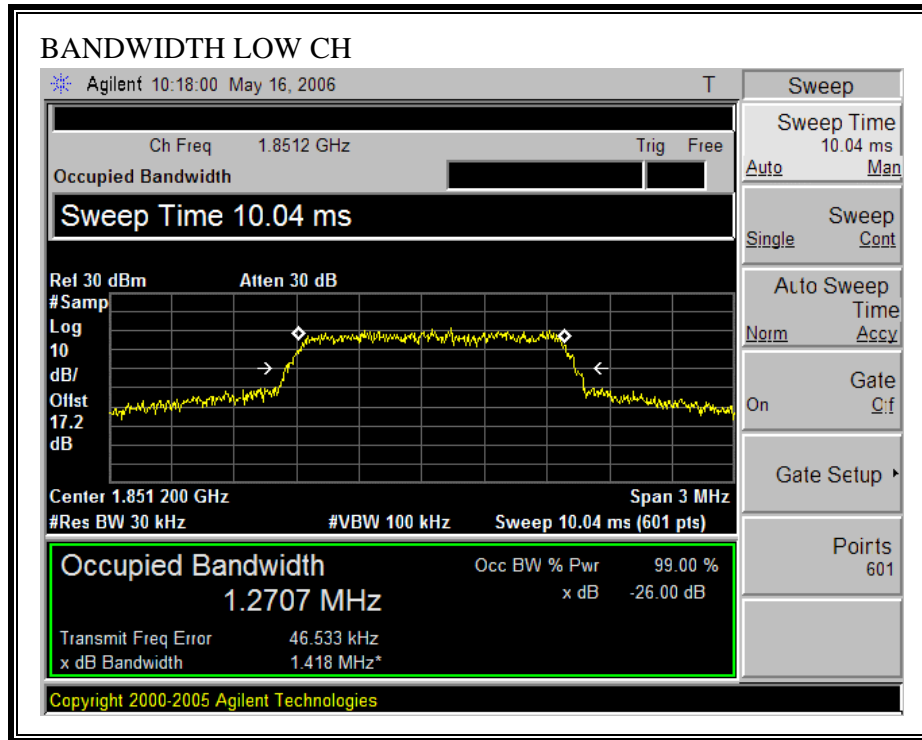 BANDWIDTH LOW CH
Agilent 10:18:00 May 16, 2006 T
Ch Freq 1.8512 GHz Trig Free
Occupied Bandwidth
Sweep Time 10.04 ms
Ref 30 dBm Atten 30 dB
#Samp
Log
10
dB/
Offst
17.2
dB
Center 1.851 200 GHz Span 3 MHz
#Res BW 30 kHz #VBW 100 kHz Sweep 10.04 ms (601 pts)
Occupied Bandwidth Occ BW % Pwr 99.00 %
1.2707 MHz x dB -26.00 dB
Transmit Freq Error 46.533 kHz
x dB Bandwidth 1.418 MHz*
Copyright 2000-2005 Agilent Technologies
Sweep
Sweep Time
10.04 ms
Auto Man
Sweep
Single Cont
Auto Sweep
Time
Norm Accy
Gate
On Off
Gate Setup
Points
601